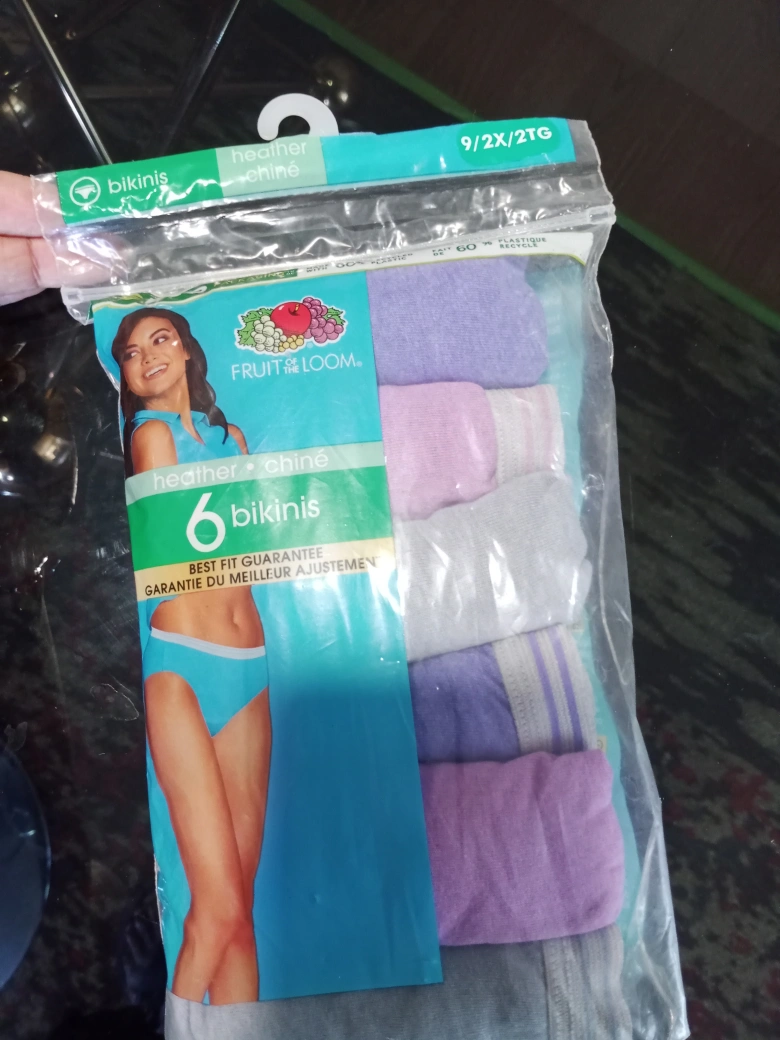 bikinis
heather
chiné
9/2X/2TG
60 % PLASTIQUE
RECYCLÉ
FRUIT OF THE LOOM®
heather • chiné
6 bikinis
BEST FIT GUARANTEE
GARANTIE DU MEILLEUR AJUSTEMENT